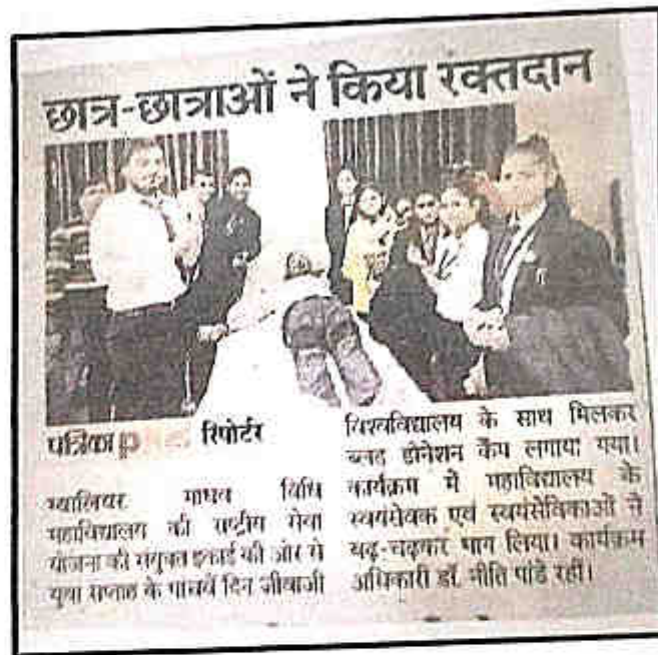 छात्र-छात्राओं ने किया रक्तदान
पत्रिका रिपोर्टर
ग्वालियर माधव विधि
महाविद्यालय की राष्ट्रीय सेवा
योजना की संयुक्त इकाई की ओर से
युवा सप्ताह के पांचवें दिन जीवाजी
विश्वविद्यालय के साथ मिलकर
ब्लड डोनेशन कैंप लगाया गया।
कार्यक्रम में महाविद्यालय के
स्वयंसेवक एवं स्वयंसेविकाओं ने
बढ़-चढ़कर भाग लिया। कार्यक्रम
अधिकारी डॉ. नीति पांडे रहीं।